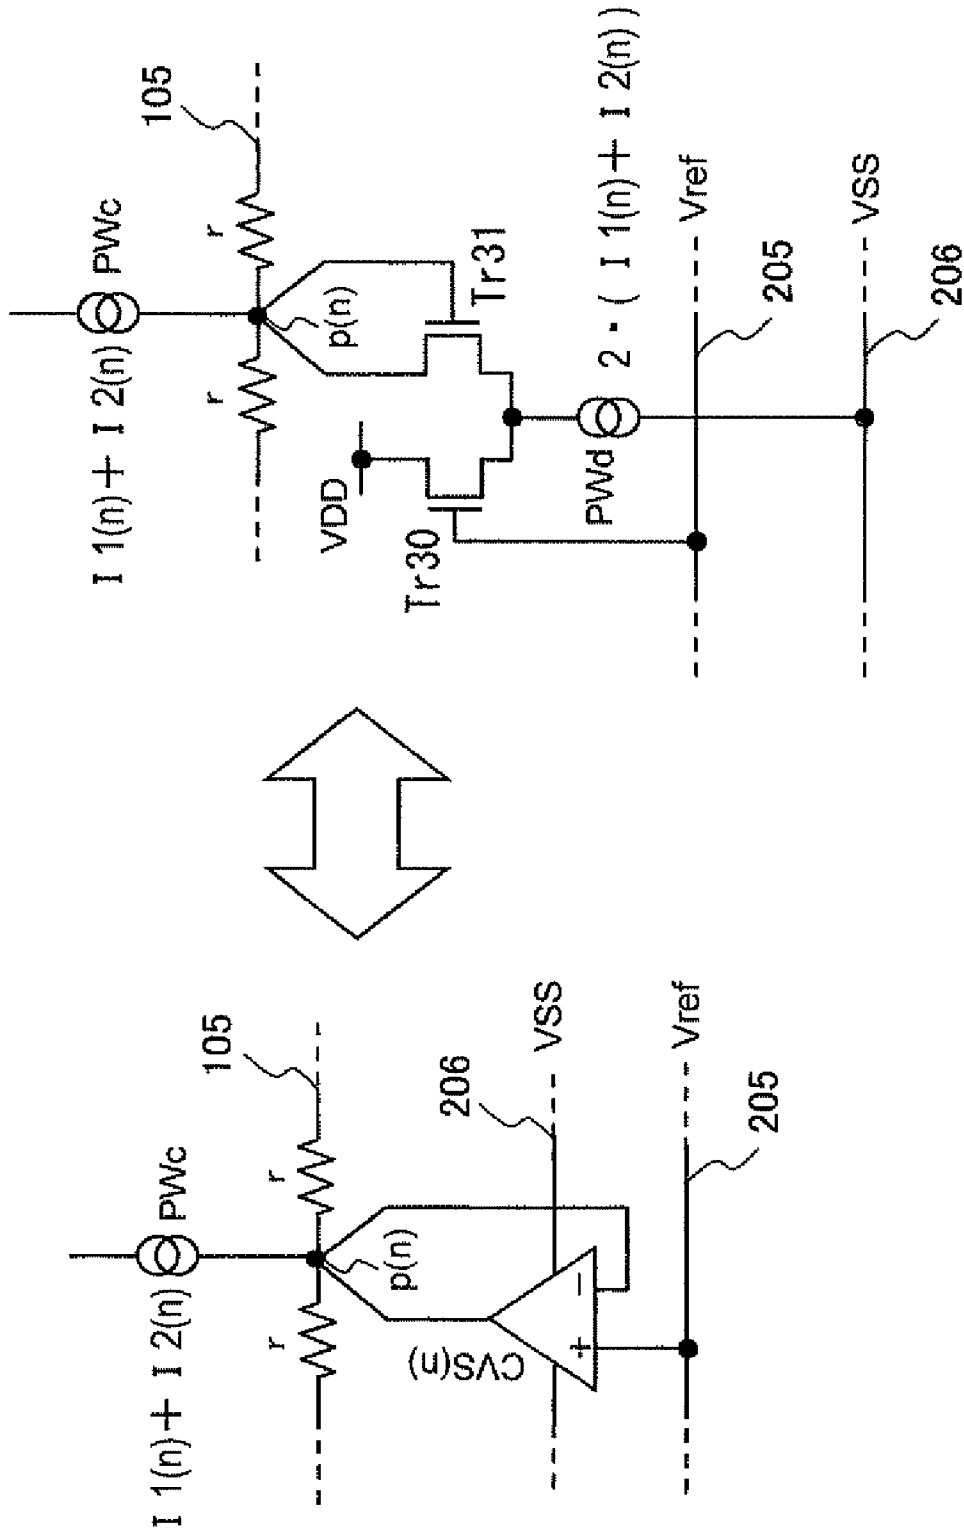 I 1(n)+ I 2(n)
PWc
105
r
r
p(n)
206
VSS
CVS(n)
+
−
Vref
205
I 1(n)+ I 2(n)
PWc
105
r
r
p(n)
VDD
Tr31
Tr30
PWd
2・( I 1(n)+ I 2(n))
Vref
205
VSS
206